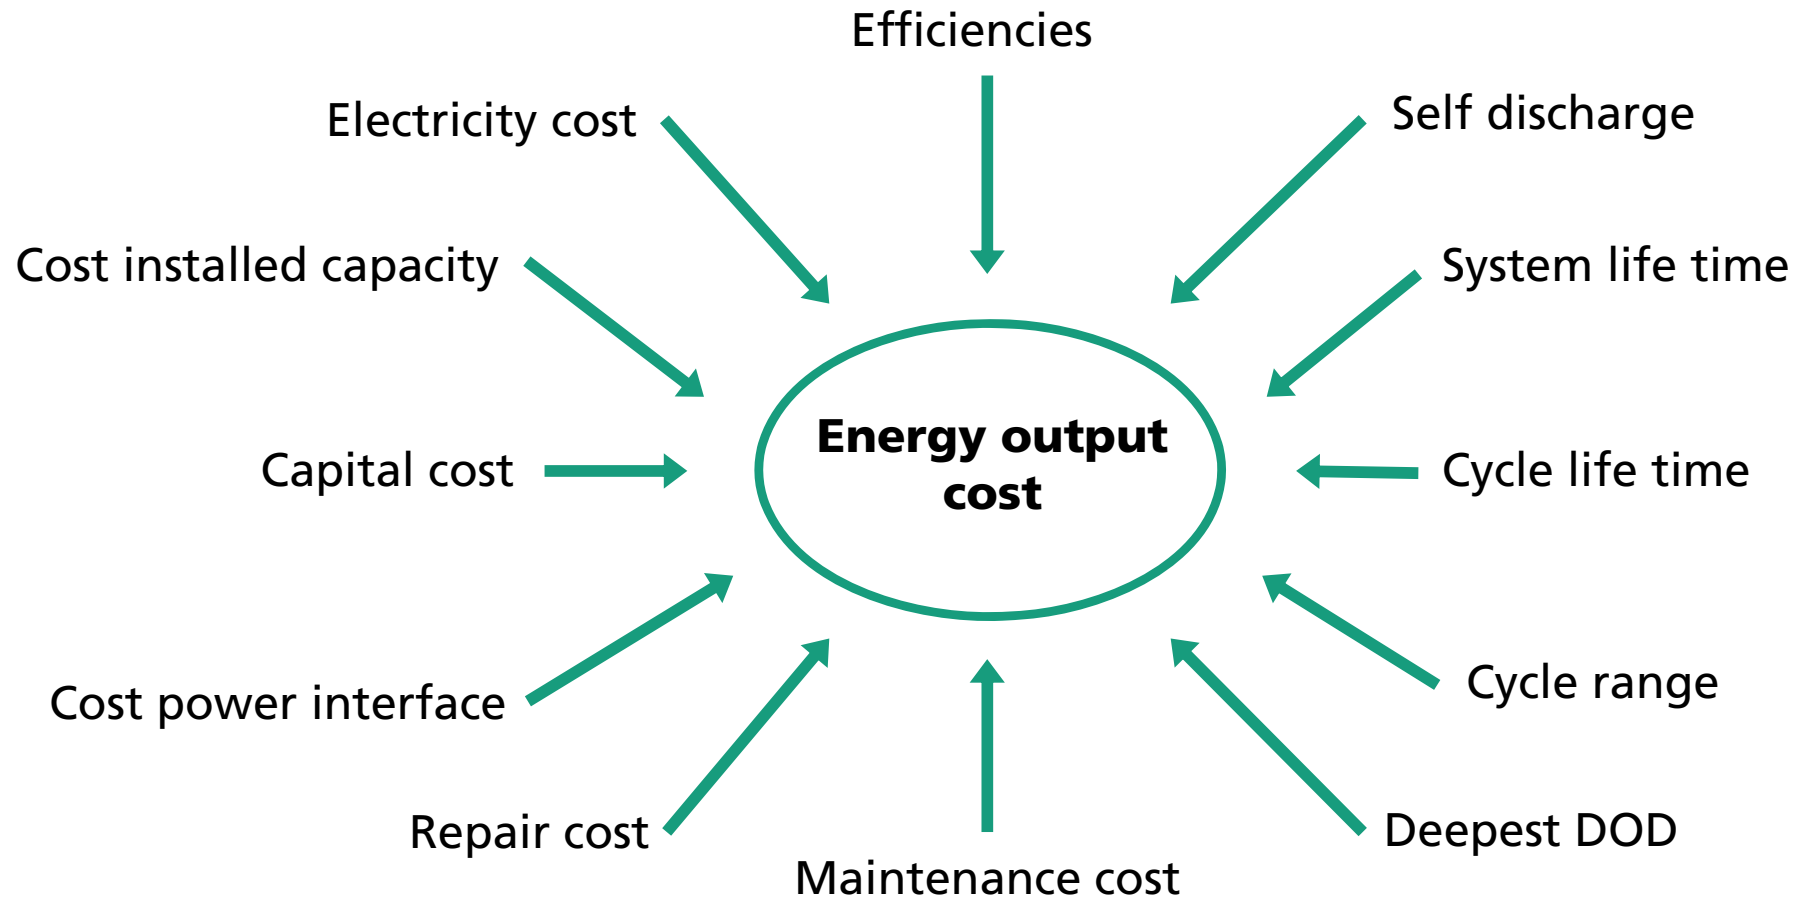 Efficiencies
Electricity cost
Self discharge
Cost installed capacity
System life time
Energy output
cost
Capital cost
Cycle life time
Cost power interface
Cycle range
Repair cost
Deepest DOD
Maintenance cost